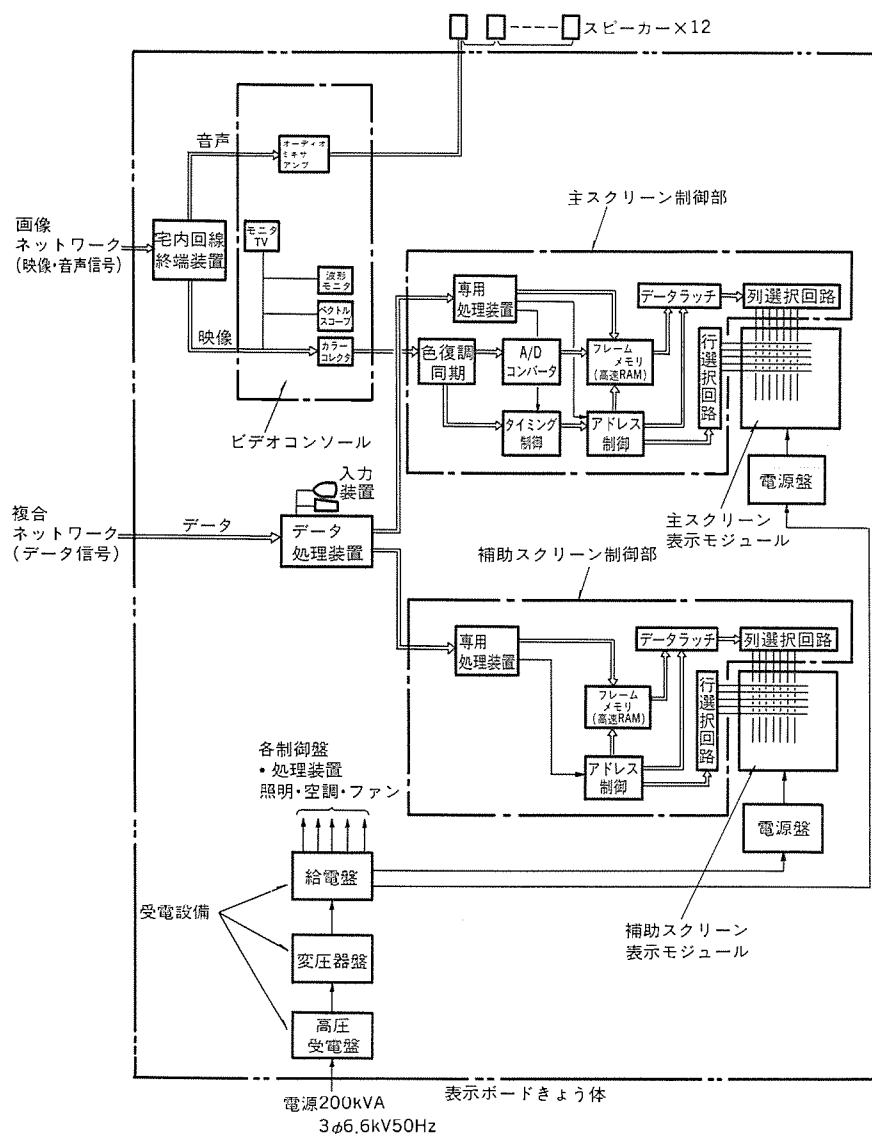 スピーカー×12
音声
オーディオ
ミキサ
アンプ
主スクリーン制御部
画像
ネットワーク
(映像・音声信号)
宅内回線
終端装置
モニタ
TV
波形
モニタ
ベクトル
スコープ
映像
カラー
コレクタ
ビデオコンソール
専用
処理装置
データラッチ
列選択回路
色復調
同期
A/D
コンバータ
フレーム
メモリ
(高速RAM)
行選択回路
タイミング
制御
アドレス
制御
電源盤
主スクリーン
表示モジュール
入力
装置
複合
ネットワーク
(データ信号)
データ
データ
処理装置
補助スクリーン制御部
専用
処理装置
データラッチ
列選択回路
フレーム
メモリ
(高速RAM)
行選択回路
アドレス
制御
電源盤
各制御盤
・処理装置
照明・空調・ファン
給電盤
受電設備
変圧器盤
高圧
受電盤
補助スクリーン
表示モジュール
電源200kVA
3φ6.6kV50Hz
表示ボードきょう体